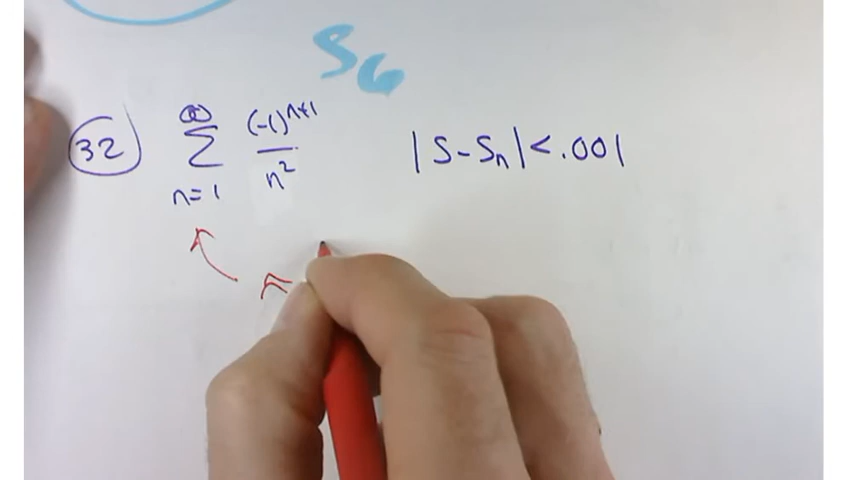 S₆
32 ∞ Σ n=1 (-1)ⁿ⁺¹ / n² |S-Sₙ| < .001
≈